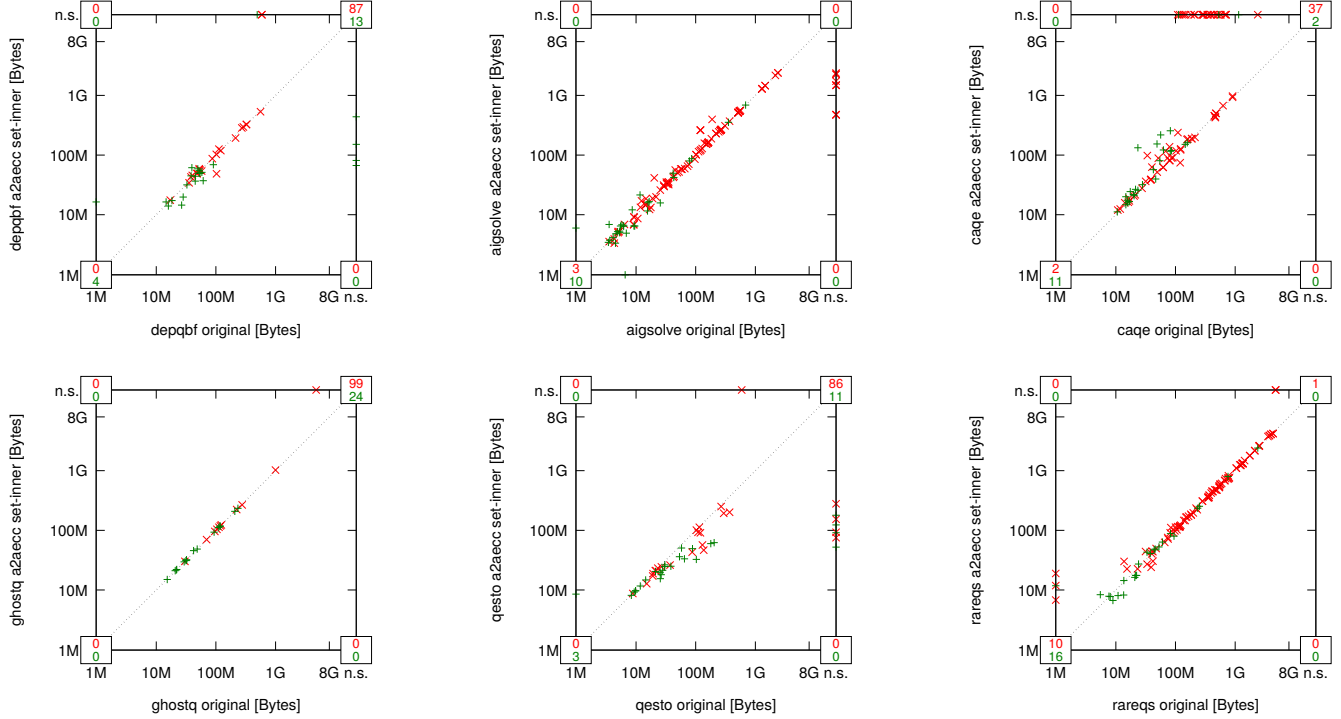 depqbf a2aecc set-inner [Bytes]
n.s.
8G
1G
100M
10M
1M
0
0
87
13
0
4
0
0
1M
10M
100M
1G
8G
n.s.
depqbf original [Bytes]
aigsolve a2aecc set-inner [Bytes]
n.s.
8G
1G
100M
10M
1M
0
0
0
0
3
10
0
0
1M
10M
100M
1G
8G
n.s.
aigsolve original [Bytes]
caqe a2aecc set-inner [Bytes]
n.s.
8G
1G
100M
10M
1M
0
0
37
2
2
11
0
0
1M
10M
100M
1G
8G
n.s.
caqe original [Bytes]
ghostq a2aecc set-inner [Bytes]
n.s.
8G
1G
100M
10M
1M
0
0
99
24
0
0
0
0
1M
10M
100M
1G
8G
n.s.
ghostq original [Bytes]
qesto a2aecc set-inner [Bytes]
n.s.
8G
1G
100M
10M
1M
0
0
86
11
0
3
0
0
1M
10M
100M
1G
8G
n.s.
qesto original [Bytes]
rareqs a2aecc set-inner [Bytes]
n.s.
8G
1G
100M
10M
1M
0
0
1
0
10
16
0
0
1M
10M
100M
1G
8G
n.s.
rareqs original [Bytes]